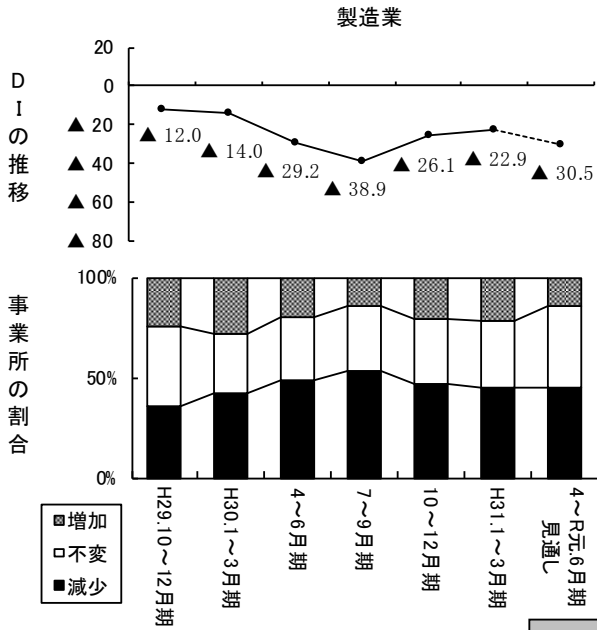 製造業
DIの推移
20
0
▲ 20
▲ 40
▲ 60
▲ 80
▲ 12.0
▲ 14.0
▲ 29.2
▲ 38.9
▲ 26.1
▲ 22.9
▲ 30.5
事業所の割合
100%
50%
0%
増加
不変
減少
H29.10～12月期
H30.1～3月期
4～6月期
7～9月期
10～12月期
H31.1～3月期
4～R元.6月期
見通し